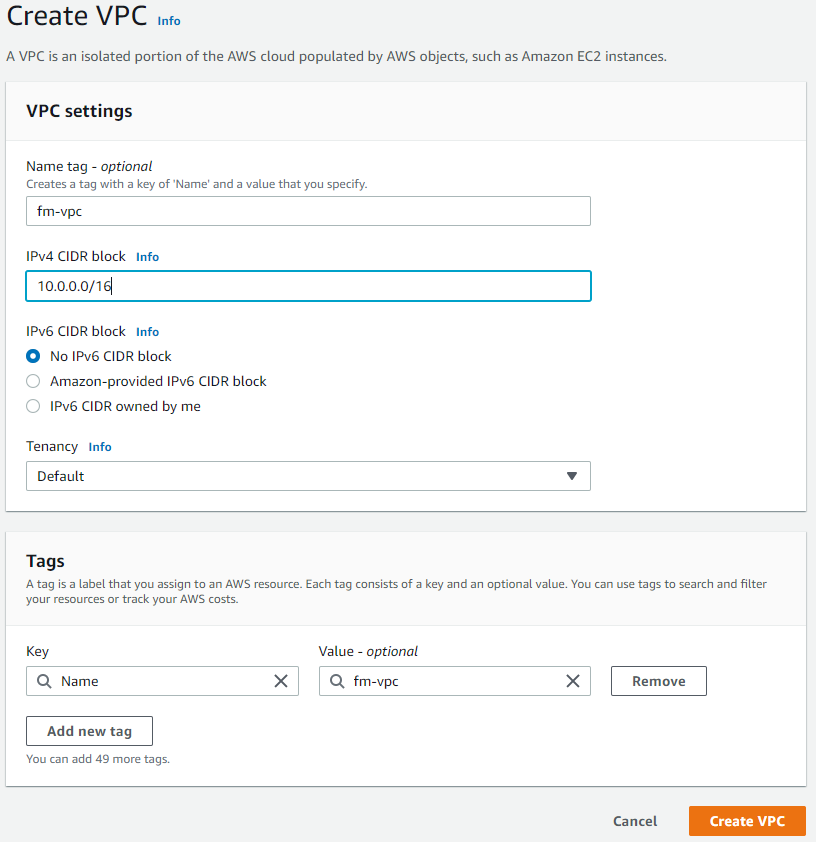 Create VPC Info
A VPC is an isolated portion of the AWS cloud populated by AWS objects, such as Amazon EC2 instances.
VPC settings
Name tag - optional
Creates a tag with a key of 'Name' and a value that you specify.
fm-vpc
IPv4 CIDR block Info
10.0.0.0/16
IPv6 CIDR block Info
No IPv6 CIDR block
Amazon-provided IPv6 CIDR block
IPv6 CIDR owned by me
Tenancy Info
Default
Tags
A tag is a label that you assign to an AWS resource. Each tag consists of a key and an optional value. You can use tags to search and filter
your resources or track your AWS costs.
Key Value - optional
Name fm-vpc Remove
Add new tag
You can add 49 more tags.
Cancel Create VPC